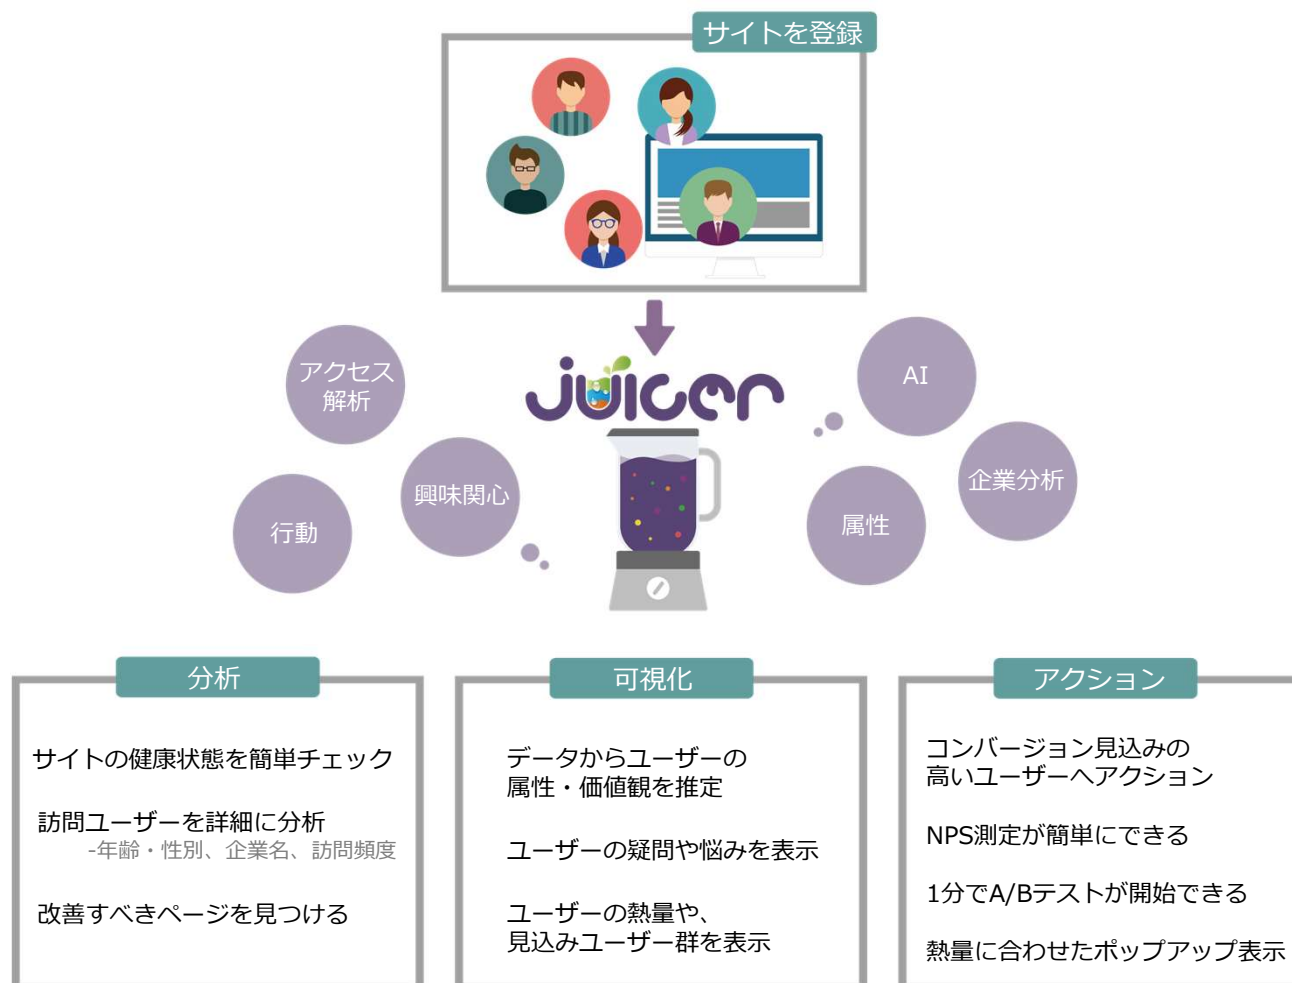 サイトを登録
juicer
アクセス
解析
興味関心
行動
AI
企業分析
属性
分析
サイトの健康状態を簡単チェック
訪問ユーザーを詳細に分析
-年齢・性別、企業名、訪問頻度
改善すべきページを見つける
可視化
データからユーザーの
属性・価値観を推定
ユーザーの疑問や悩みを表示
ユーザーの熱量や、
見込みユーザー群を表示
アクション
コンバージョン見込みの
高いユーザーへアクション
NPS測定が簡単にできる
1分でA/Bテストが開始できる
熱量に合わせたポップアップ表示